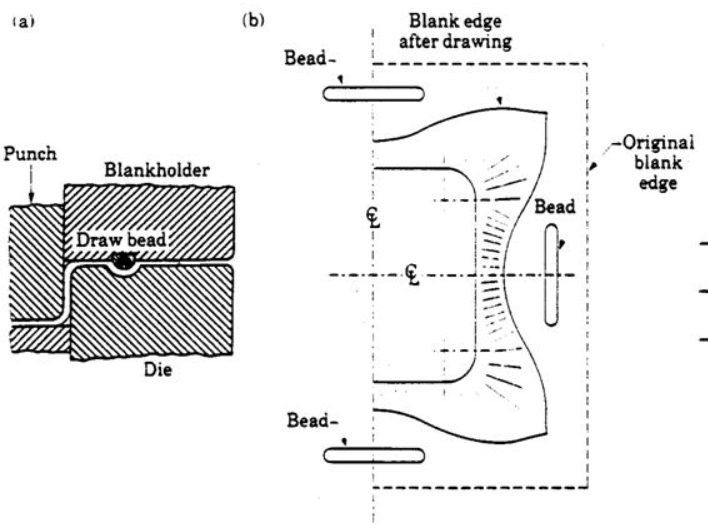 (a)
Punch
Blankholder
Draw bead
Die
(b)
Blank edge
after drawing
Bead
Original
blank
edge
Bead
℄
℄
Bead